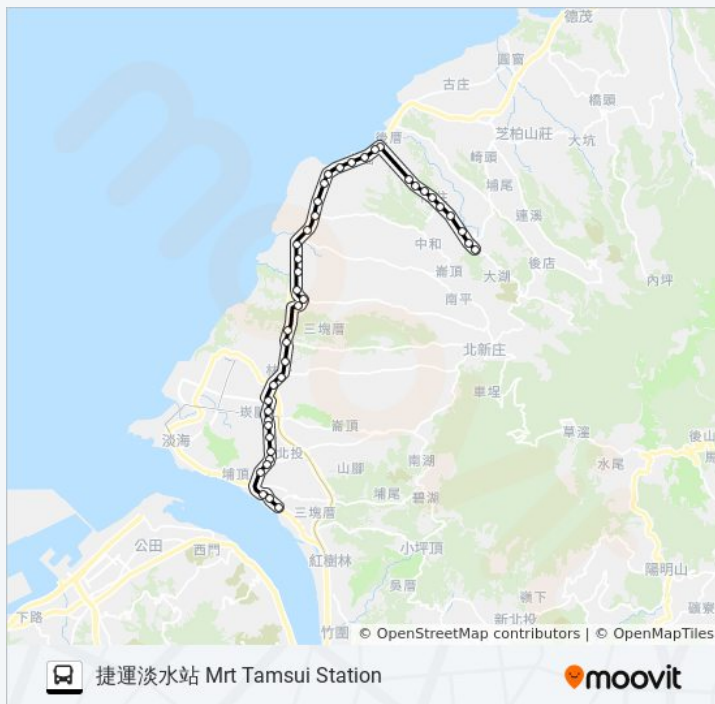 德茂
圓窗
古庄
橋頭
後厝
芝柏山莊
大坑
崎頭
埔尾
連溪
中和
崙頂
大湖
後店
內坪
南平
三塊厝
北新庄
車埕
崙頂
草濫
後山
淡海
北投
山腳
南湖
水尾
埔頂
埔尾
碧湖
三塊厝
公田
西門
小坪頂
紅樹林
陽明山
吳厝
嶺下
下路
竹圍
新北投
© OpenStreetMap contributors | © OpenMapTiles
捷運淡水站 Mrt Tamsui Station
moovit